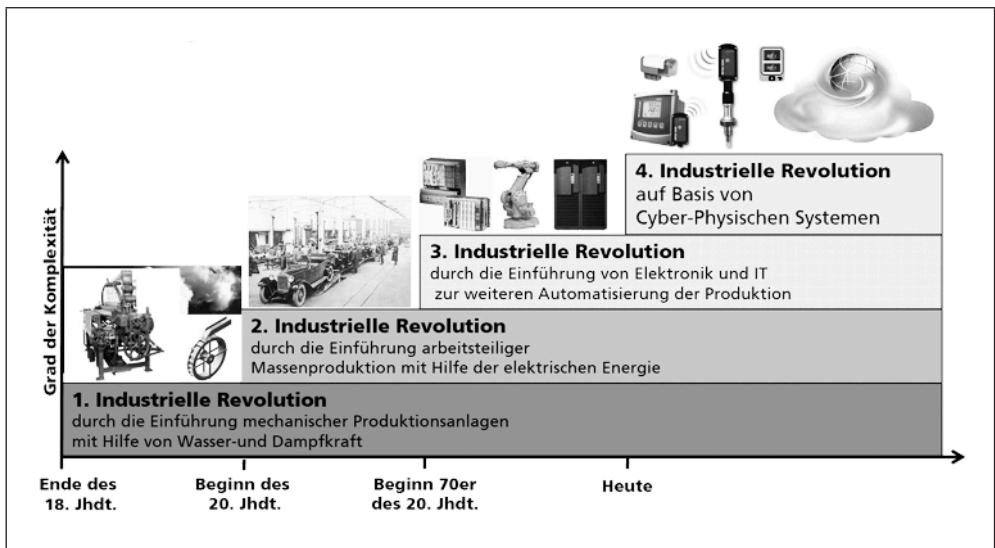 Grad der Komplexität
4. Industrielle Revolution
auf Basis von
Cyber-Physischen Systemen
3. Industrielle Revolution
durch die Einführung von Elektronik und IT
zur weiteren Automatisierung der Produktion
2. Industrielle Revolution
durch die Einführung arbeitsteiliger
Massenproduktion mit Hilfe der elektrischen Energie
1. Industrielle Revolution
durch die Einführung mechanischer Produktionsanlagen
mit Hilfe von Wasser-und Dampfkraft
Ende des
18. Jhdt.
Beginn des
20. Jhdt.
Beginn 70er
des 20. Jhdt.
Heute